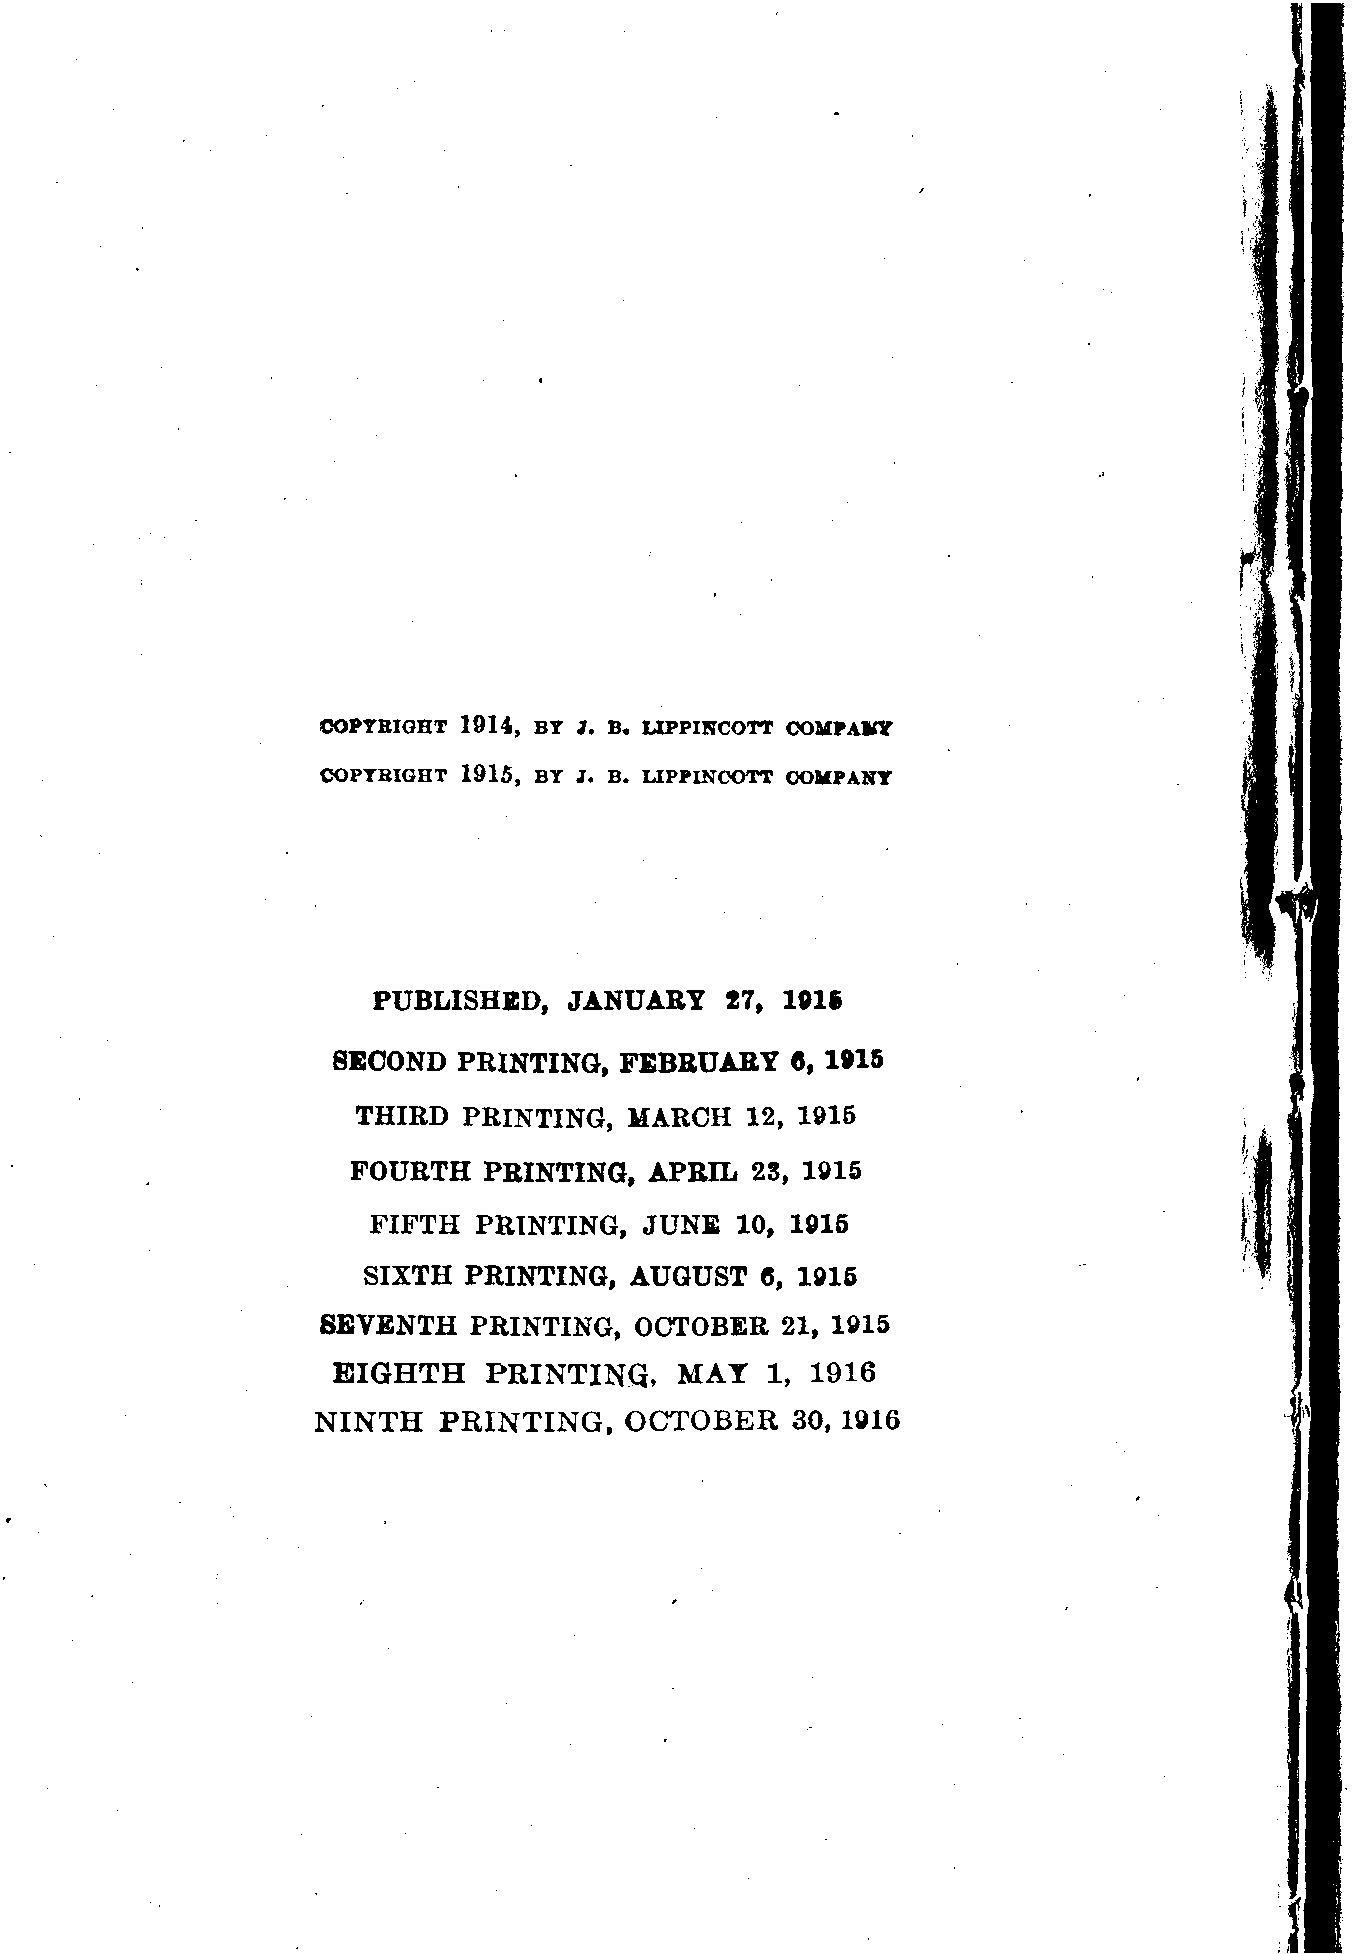 COPYRIGHT 1914, BY J. B. LIPPINCOTT COMPANY
COPYRIGHT 1915, BY J. B. LIPPINCOTT COMPANY
PUBLISHED, JANUARY 27, 1915
SECOND PRINTING, FEBRUARY 6, 1915
THIRD PRINTING, MARCH 12, 1915
FOURTH PRINTING, APRIL 23, 1915
FIFTH PRINTING, JUNE 10, 1915
SIXTH PRINTING, AUGUST 6, 1915
SEVENTH PRINTING, OCTOBER 21, 1915
EIGHTH PRINTING, MAY 1, 1916
NINTH PRINTING, OCTOBER 30, 1916